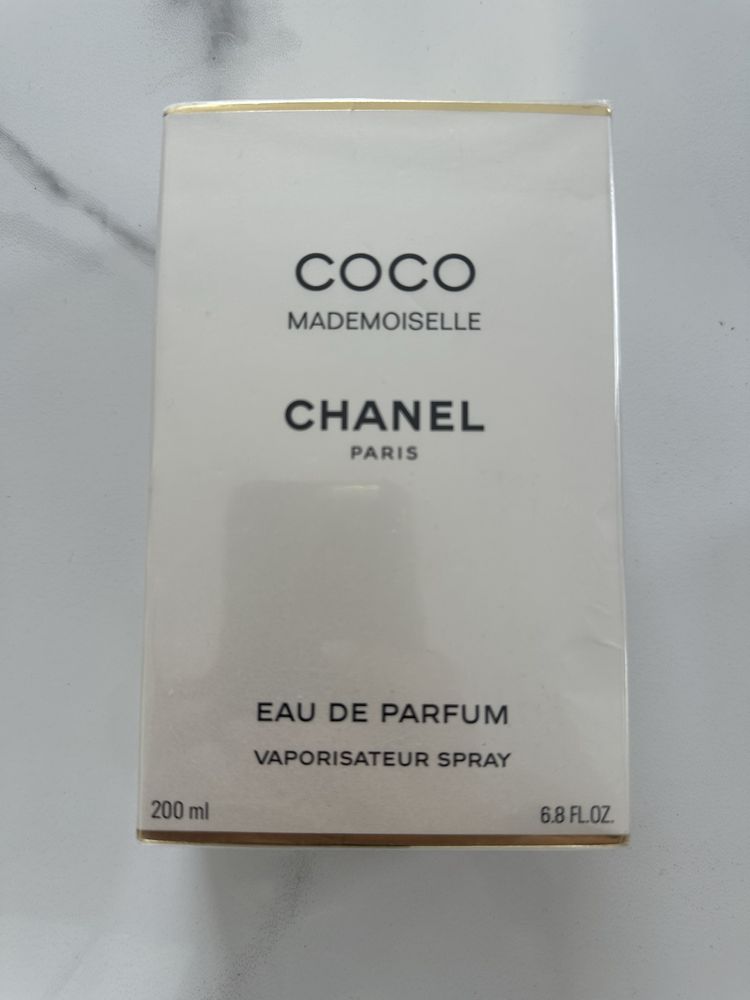 COCO
MADEMOISELLE
CHANEL
PARIS
EAU DE PARFUM
VAPORISATEUR SPRAY
200 ml 6.8 FL.OZ.